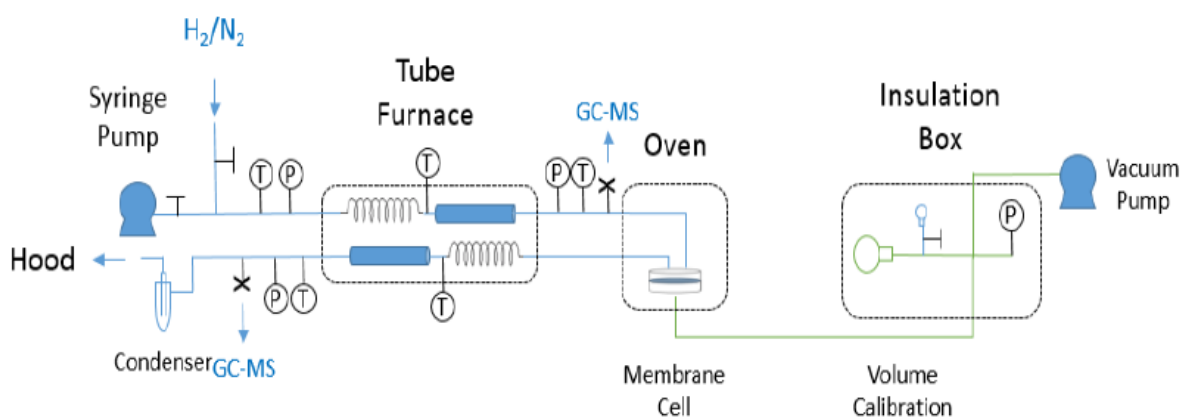 H₂/N₂
Syringe
Pump
Tube
Furnace
GC-MS
Oven
Insulation
Box
Vacuum
Pump
T
P
T
P
T
P
Hood
P
T
T
Condenser
GC-MS
Membrane
Cell
Volume
Calibration